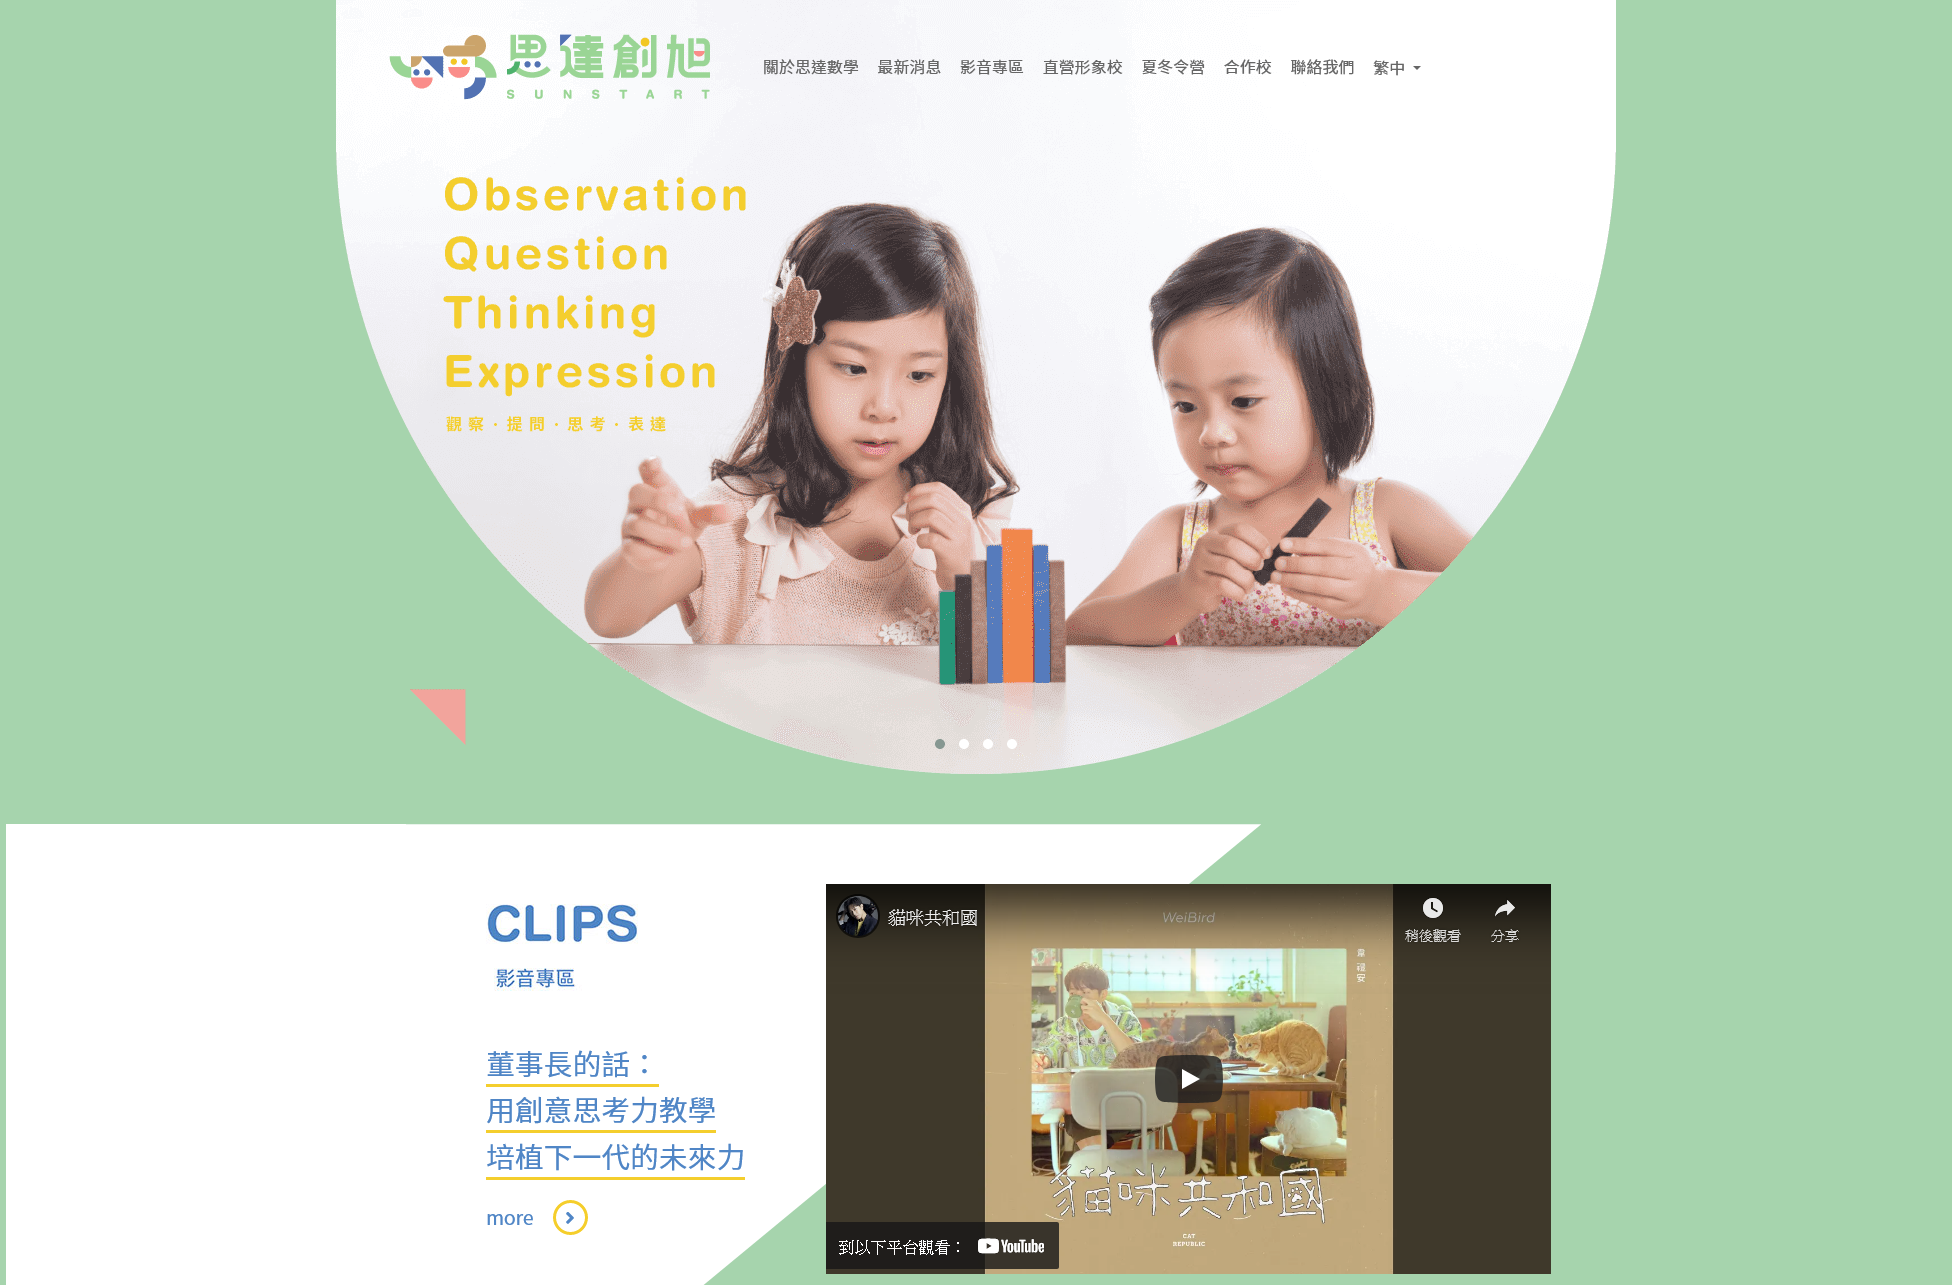 思達創旭
SUNSTART
關於思達數學 最新消息 影音專區 直營形象校 夏冬令營 合作校 聯絡我們 繁中
Observation
Question
Thinking
Expression
觀察·提問·思考·表達
CLIPS
影音專區
董事長的話：
用創意思考力教學
培植下一代的未來力
more
貓咪共和國
稍後觀看 分享
WeiBird
韋禮安
貓咪共和國
CAT
REPUBLIC
到以下平台觀看： YouTube